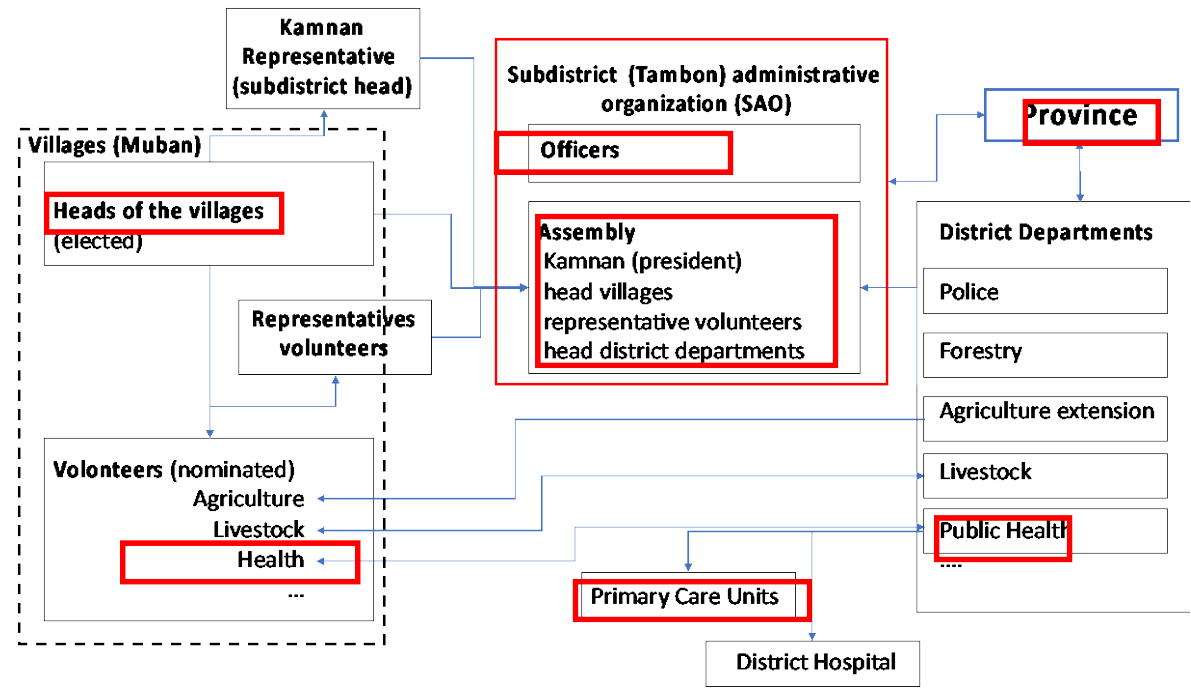 Kamnan
Representative
(subdistrict head)
Villages (Muban)
Heads of the villages
(elected)
Representatives
volunteers
Volonteers (nominated)
Agriculture
Livestock
Health
...
Subdistrict (Tambon) administrative
organization (SAO)
Officers
Assembly
Kamnan (president)
head villages
representative volunteers
head district departments
Province
District Departments
Police
Forestry
Agriculture extension
Livestock
Public Health
....
Primary Care Units
District Hospital